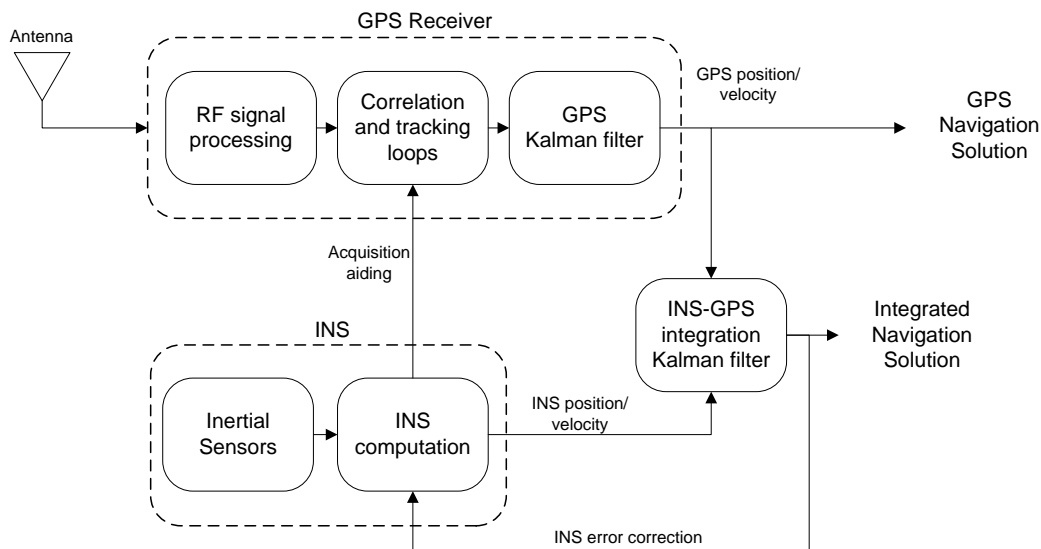 GPS Receiver
Antenna
RF signal
processing
Correlation
and tracking
loops
GPS
Kalman filter
GPS position/
velocity
GPS
Navigation
Solution
Acquisition
aiding
INS
Inertial
Sensors
INS
computation
INS position/
velocity
INS-GPS
integration
Kalman filter
Integrated
Navigation
Solution
INS error correction